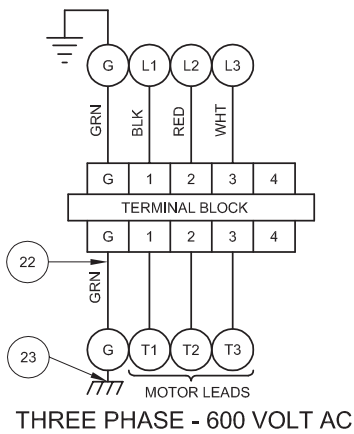 G L1 L2 L3
GRN BLK RED WHT
G 1 2 3 4
TERMINAL BLOCK
G 1 2 3 4
22
GRN
23
G T1 T2 T3
MOTOR LEADS
THREE PHASE - 600 VOLT AC